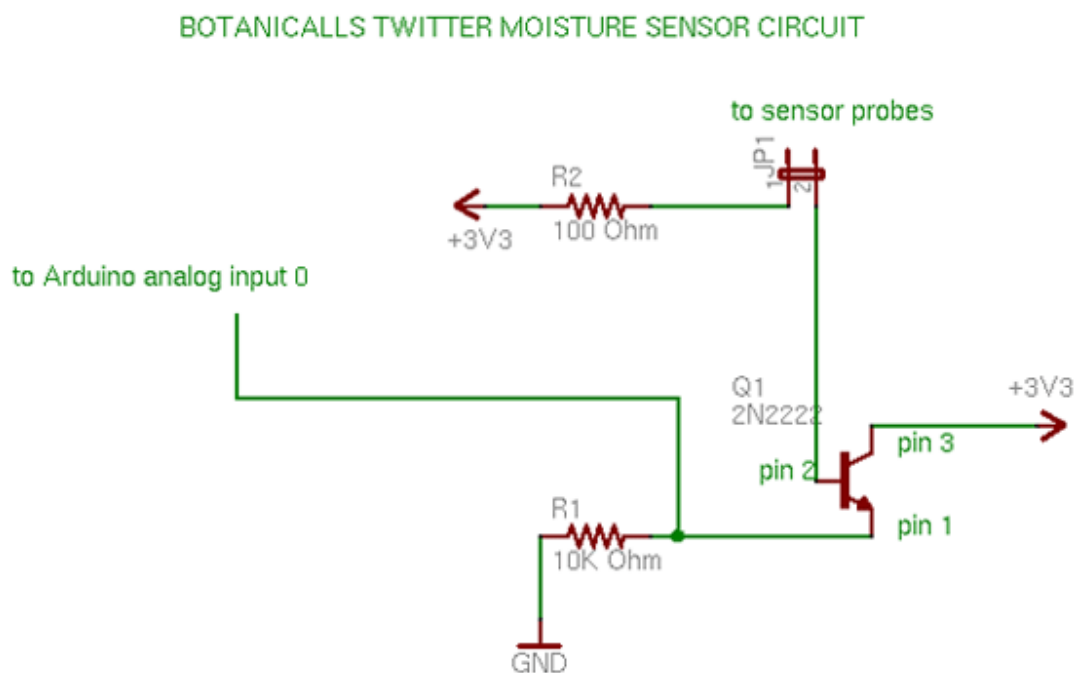 BOTANICALLS TWITTER MOISTURE SENSOR CIRCUIT
to sensor probes
JP1
1
2
R2
100 Ohm
+3V3
to Arduino analog input 0
Q1
2N2222
+3V3
pin 3
pin 2
pin 1
R1
10K Ohm
GND